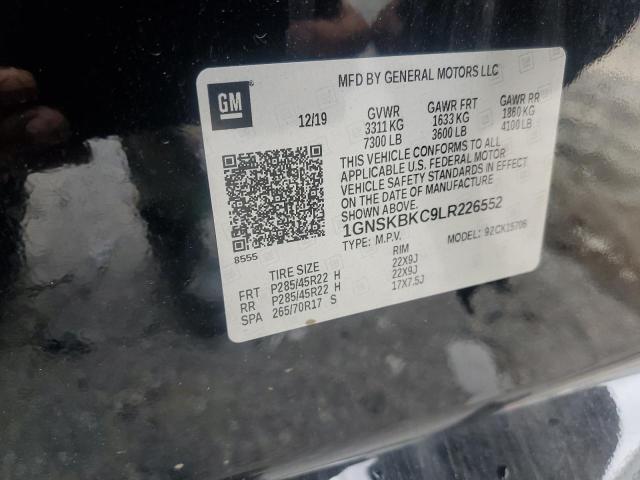 MFD BY GENERAL MOTORS LLC
GM
12/19 GVWR GAWR FRT GAWR RR
3311 KG 1633 KG 1860 KG
7300 LB 3600 LB 4100 LB
THIS VEHICLE CONFORMS TO ALL
APPLICABLE U.S. FEDERAL MOTOR
VEHICLE SAFETY STANDARDS IN EFFECT
ON THE DATE OF MANUFACTURE
SHOWN ABOVE.
1GNSKBKC9LR226552
TYPE: M.P.V. MODEL: 92CK15706
8555
TIRE SIZE RIM
FRT P285/45R22 H 22X9J
RR P285/45R22 H 22X9J
SPA 265/70R17 S 17X7.5J